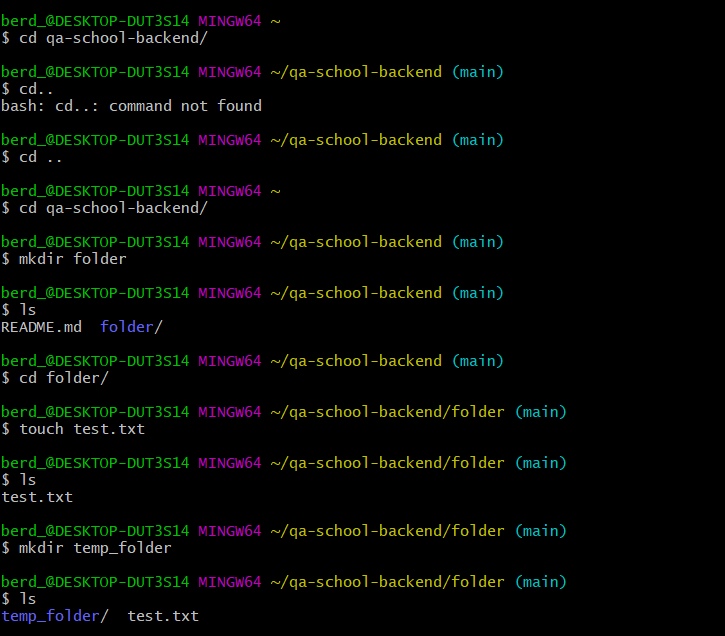 berd_@DESKTOP-DUT3S14 MINGW64 ~
$ cd qa-school-backend/
berd_@DESKTOP-DUT3S14 MINGW64 ~/qa-school-backend (main)
$ cd..
bash: cd..: command not found
berd_@DESKTOP-DUT3S14 MINGW64 ~/qa-school-backend (main)
$ cd ..
berd_@DESKTOP-DUT3S14 MINGW64 ~
$ cd qa-school-backend/
berd_@DESKTOP-DUT3S14 MINGW64 ~/qa-school-backend (main)
$ mkdir folder
berd_@DESKTOP-DUT3S14 MINGW64 ~/qa-school-backend (main)
$ ls
README.md  folder/
berd_@DESKTOP-DUT3S14 MINGW64 ~/qa-school-backend (main)
$ cd folder/
berd_@DESKTOP-DUT3S14 MINGW64 ~/qa-school-backend/folder (main)
$ touch test.txt
berd_@DESKTOP-DUT3S14 MINGW64 ~/qa-school-backend/folder (main)
$ ls
test.txt
berd_@DESKTOP-DUT3S14 MINGW64 ~/qa-school-backend/folder (main)
$ mkdir temp_folder
berd_@DESKTOP-DUT3S14 MINGW64 ~/qa-school-backend/folder (main)
$ ls
temp_folder/  test.txt